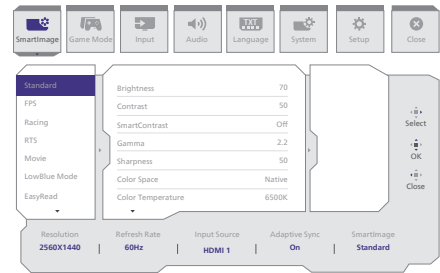 SmartImage Game Mode Input Audio TXT Language System Setup Close
Standard
FPS
Racing
RTS
Movie
LowBlue Mode
EasyRead
Brightness 70
Contrast 50
SmartContrast Off
Gamma 2.2
Sharpness 50
Color Space Native
Color Temperature 6500K
Select
OK
Close
Resolution Refresh Rate Input Source Adaptive Sync SmartImage
2560X1440 | 60Hz | HDMI 1 | On | Standard